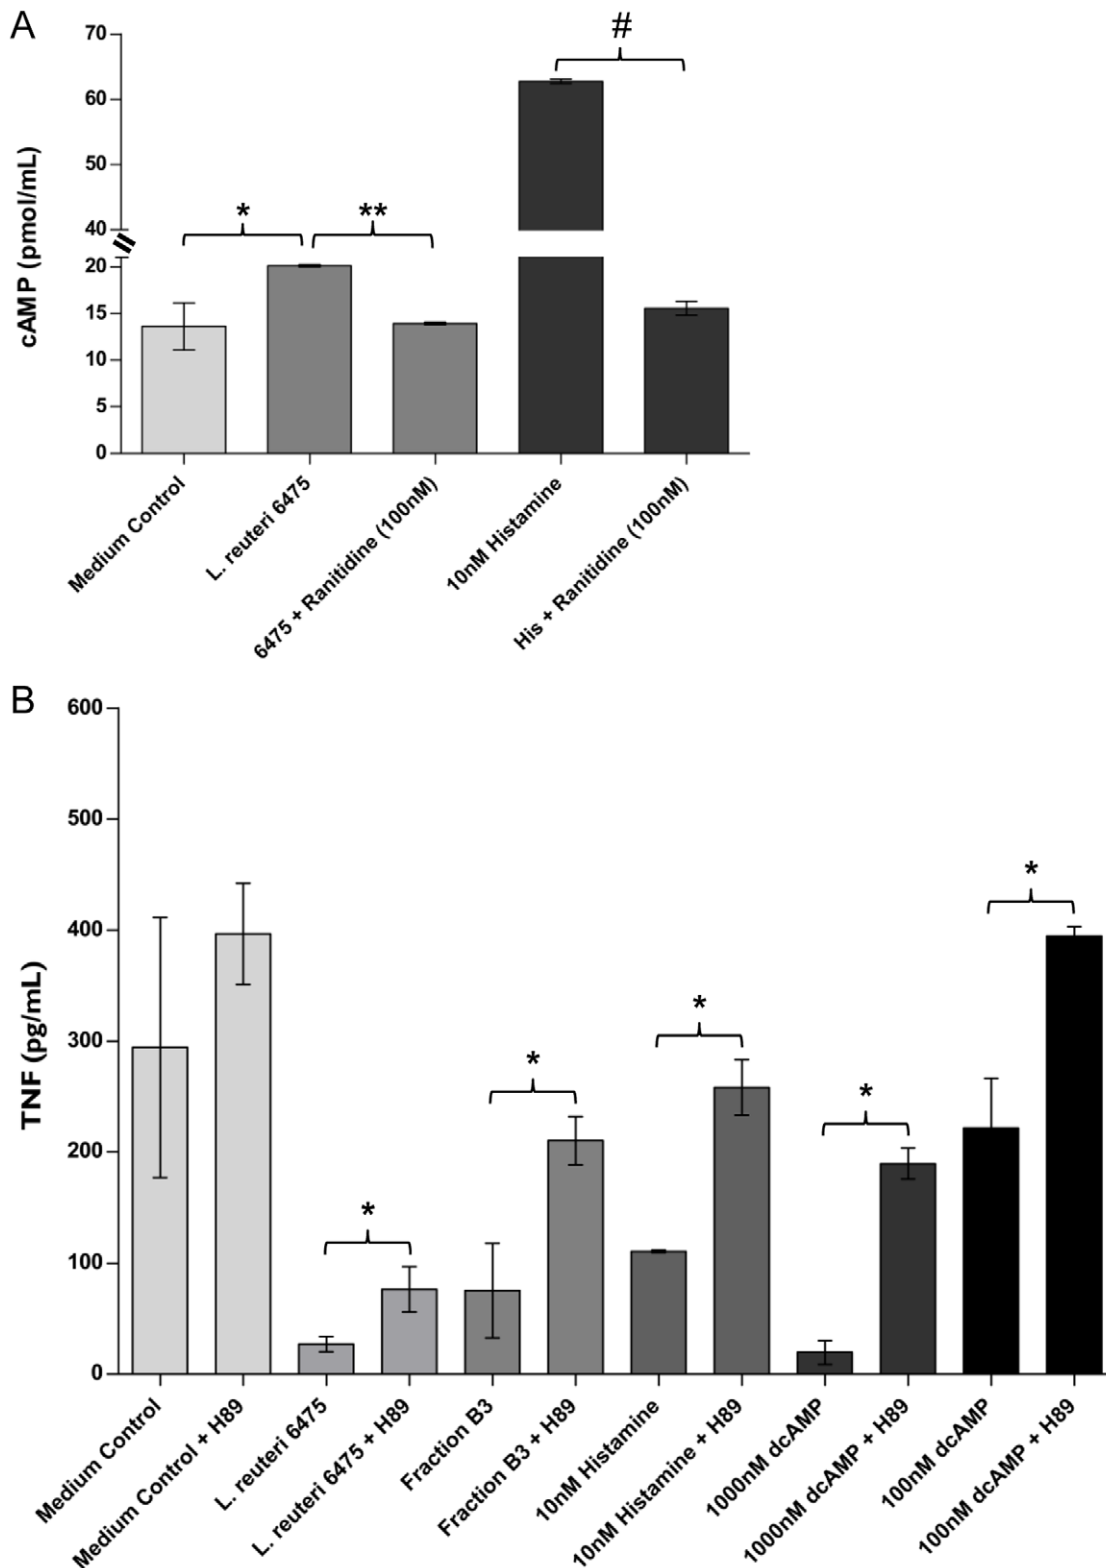 A
70
#
60
50
* **
40
20
15
10
5
0
cAMP (pmol/mL)
Medium Control
L. reuteri 6475
6475 + Ranitidine (100nM)
10nM Histamine
His + Ranitidine (100nM)
B
600
500
*
400
*
300
*
*
200
*
100
0
TNF (pg/mL)
Medium Control
Medium Control + H89
L. reuteri 6475
L. reuteri 6475 + H89
Fraction B3
Fraction B3 + H89
10nM Histamine
10nM Histamine + H89
1000nM dcAMP
1000nM dcAMP + H89
100nM dcAMP
100nM dcAMP + H89